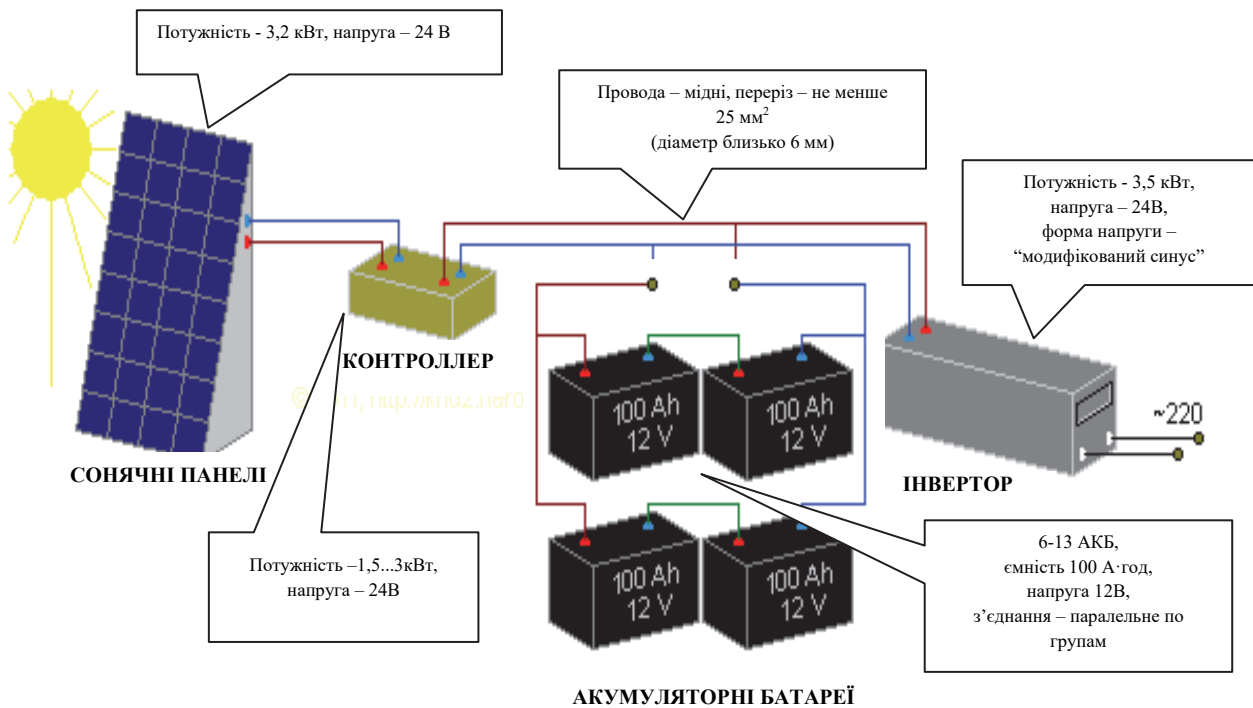 Потужність - 3,2 кВт, напруга – 24 В
Провода – мідні, переріз – не менше
25 мм²
(діаметр близько 6 мм)
Потужність - 3,5 кВт,
напруга – 24В,
форма напруги –
“модифікований синус”
КОНТРОЛЛЕР
100 Ah
12 V
100 Ah
12 V
~220
СОНЯЧНІ ПАНЕЛІ
ІНВЕРТОР
Потужність –1,5...3кВт,
напруга – 24В
100 Ah
12 V
100 Ah
12 V
6-13 АКБ,
ємність 100 А·год,
напруга 12В,
з’єднання – паралельне по
групам
АКУМУЛЯТОРНІ БАТАРЕЇ